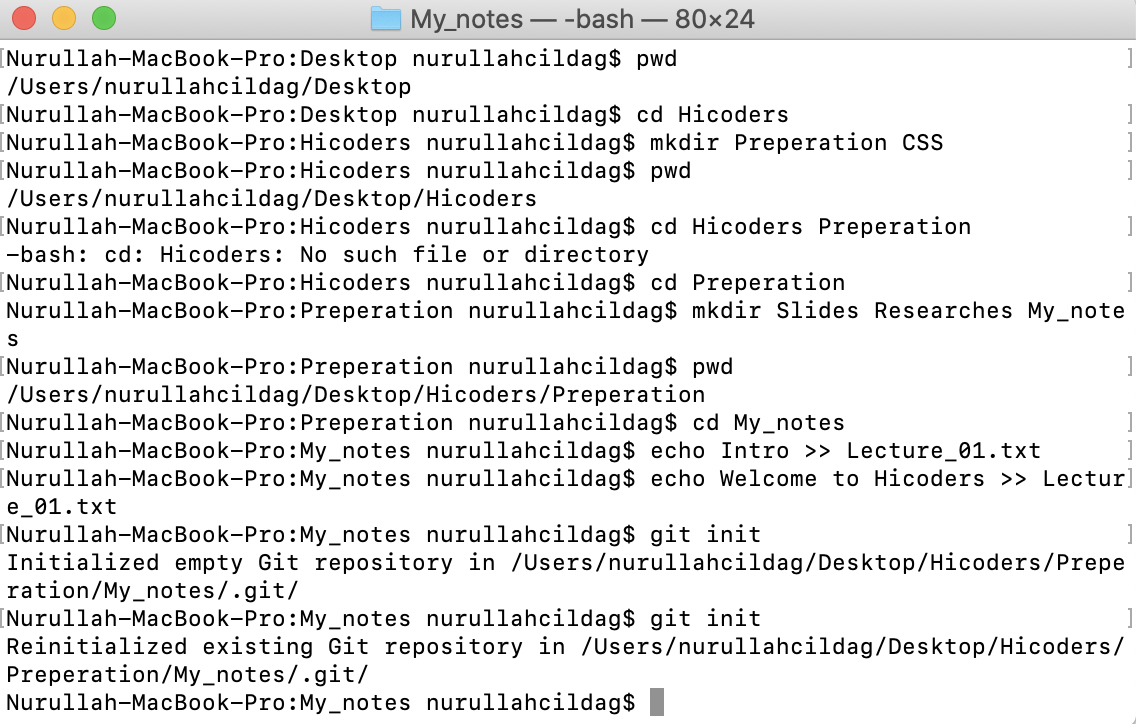 My_notes — -bash — 80×24
[Nurullah-MacBook-Pro:Desktop nurullahcildag$ pwd ]
/Users/nurullahcildag/Desktop
[Nurullah-MacBook-Pro:Desktop nurullahcildag$ cd Hicoders ]
[Nurullah-MacBook-Pro:Hicoders nurullahcildag$ mkdir Preperation CSS ]
[Nurullah-MacBook-Pro:Hicoders nurullahcildag$ pwd ]
/Users/nurullahcildag/Desktop/Hicoders
[Nurullah-MacBook-Pro:Hicoders nurullahcildag$ cd Hicoders Preperation ]
-bash: cd: Hicoders: No such file or directory
[Nurullah-MacBook-Pro:Hicoders nurullahcildag$ cd Preperation ]
Nurullah-MacBook-Pro:Preperation nurullahcildag$ mkdir Slides Researches My_note
s
[Nurullah-MacBook-Pro:Preperation nurullahcildag$ pwd ]
/Users/nurullahcildag/Desktop/Hicoders/Preperation
[Nurullah-MacBook-Pro:Preperation nurullahcildag$ cd My_notes ]
[Nurullah-MacBook-Pro:My_notes nurullahcildag$ echo Intro >> Lecture_01.txt ]
[Nurullah-MacBook-Pro:My_notes nurullahcildag$ echo Welcome to Hicoders >> Lectur]
e_01.txt
[Nurullah-MacBook-Pro:My_notes nurullahcildag$ git init ]
Initialized empty Git repository in /Users/nurullahcildag/Desktop/Hicoders/Prepe
ration/My_notes/.git/
[Nurullah-MacBook-Pro:My_notes nurullahcildag$ git init ]
Reinitialized existing Git repository in /Users/nurullahcildag/Desktop/Hicoders/
Preperation/My_notes/.git/
Nurullah-MacBook-Pro:My_notes nurullahcildag$